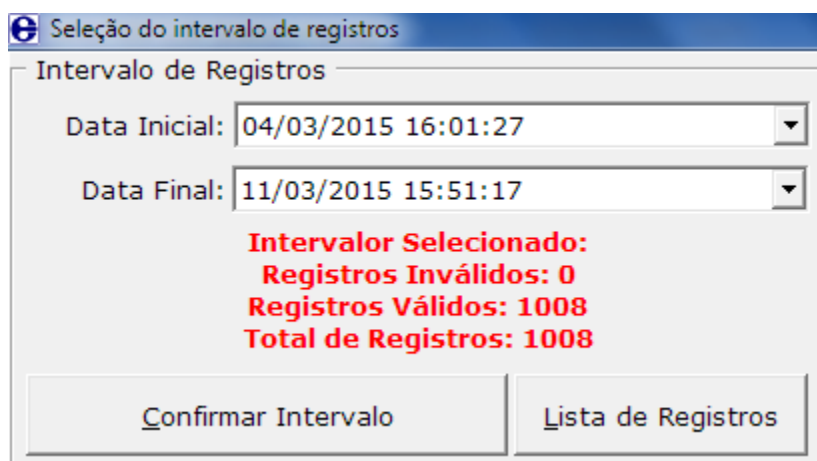 Seleção do intervalo de registros
Intervalo de Registros
Data Inicial: 04/03/2015 16:01:27
Data Final: 11/03/2015 15:51:17
Intervalor Selecionado:
Registros Inválidos: 0
Registros Válidos: 1008
Total de Registros: 1008
Confirmar Intervalo Lista de Registros